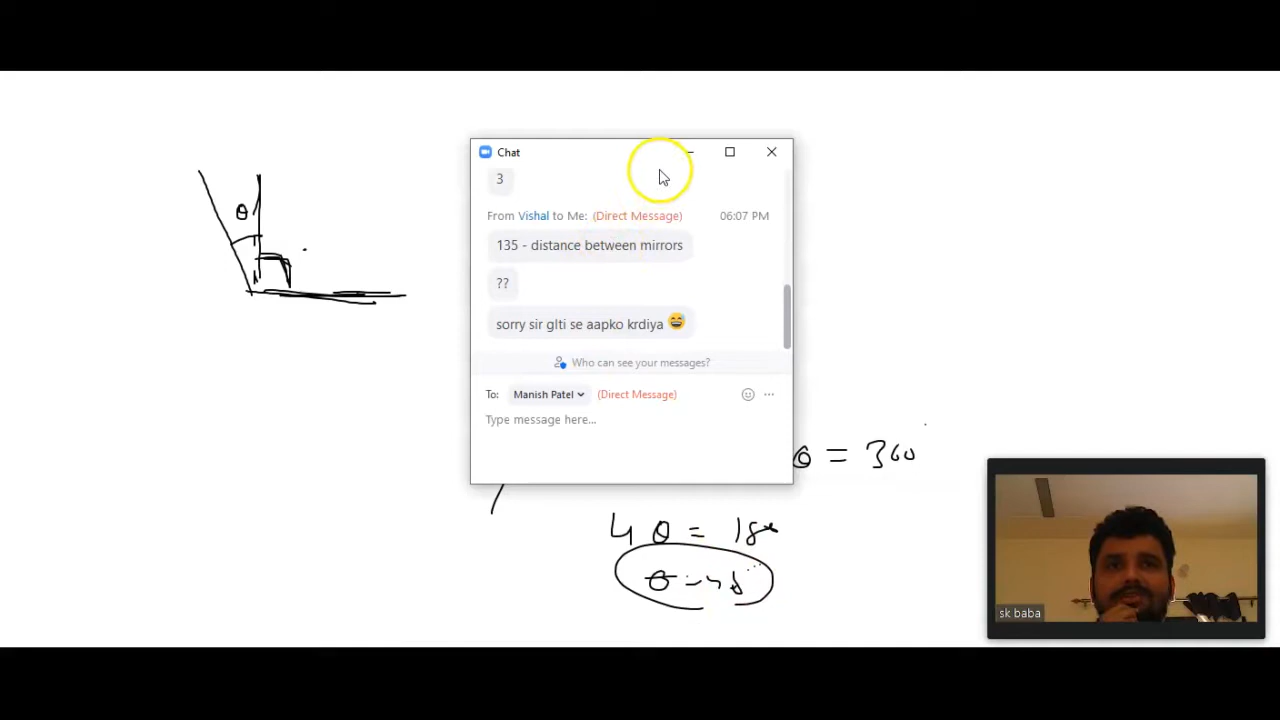 Chat
3
From Vishal to Me: (Direct Message) 06:07 PM
135 - distance between mirrors
??
sorry sir glti se aapko krdiya 😅
Who can see your messages?
To: Manish Patel (Direct Message)
Type message here...
θ
θ = 360
4θ = 180
θ = 45
sk baba